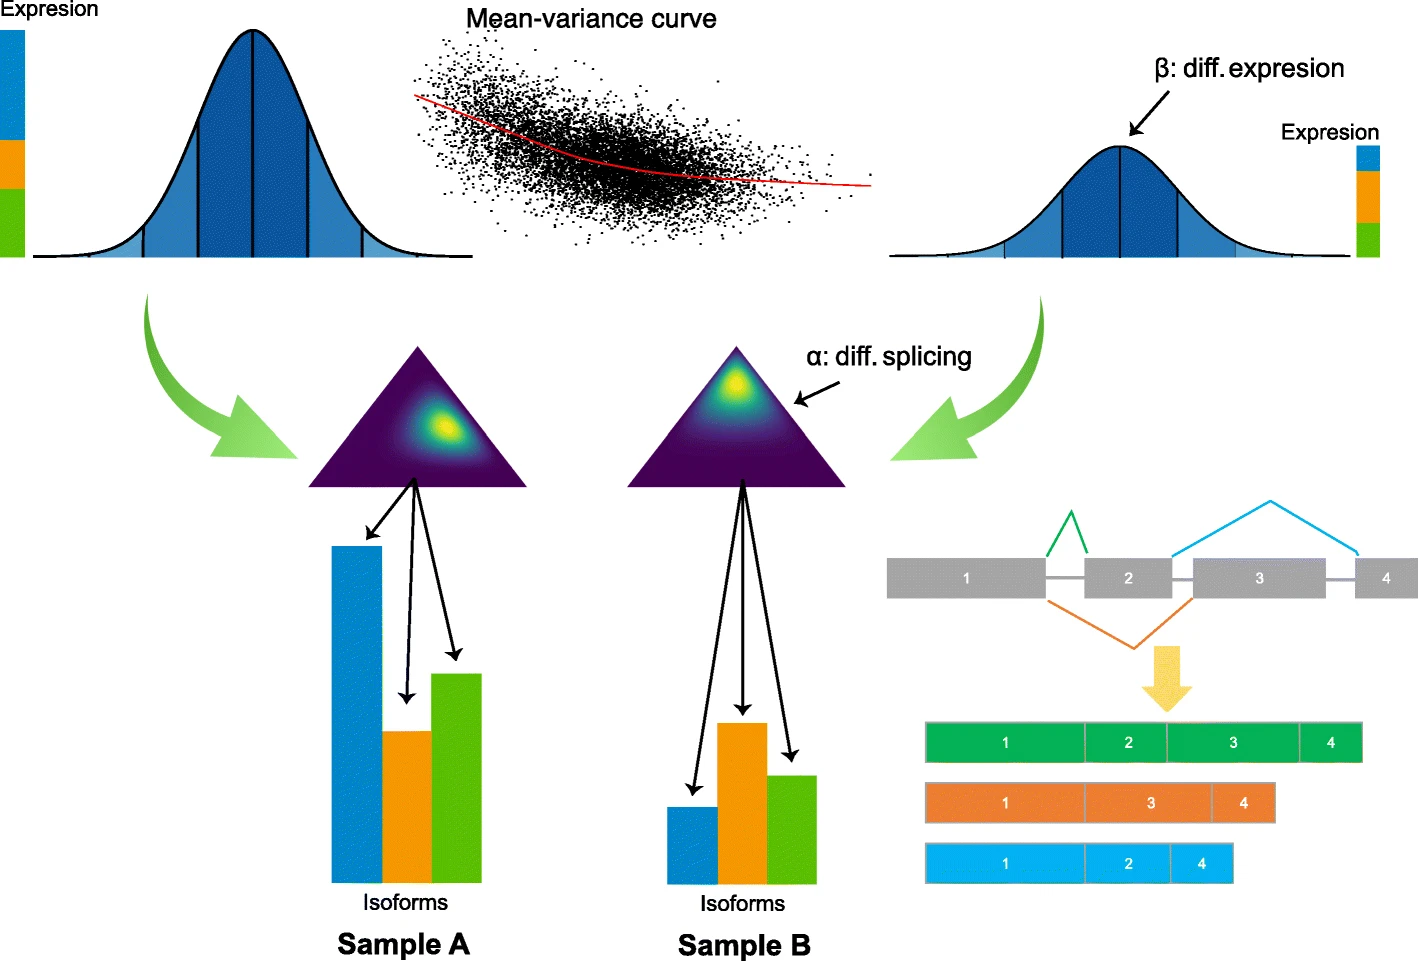 Expresion
Mean-variance curve
β: diff. expresion
Expresion
α: diff. splicing
1 2 3 4
1 2 3 4
1 3 4
1 2 4
Isoforms
Isoforms
Sample A
Sample B